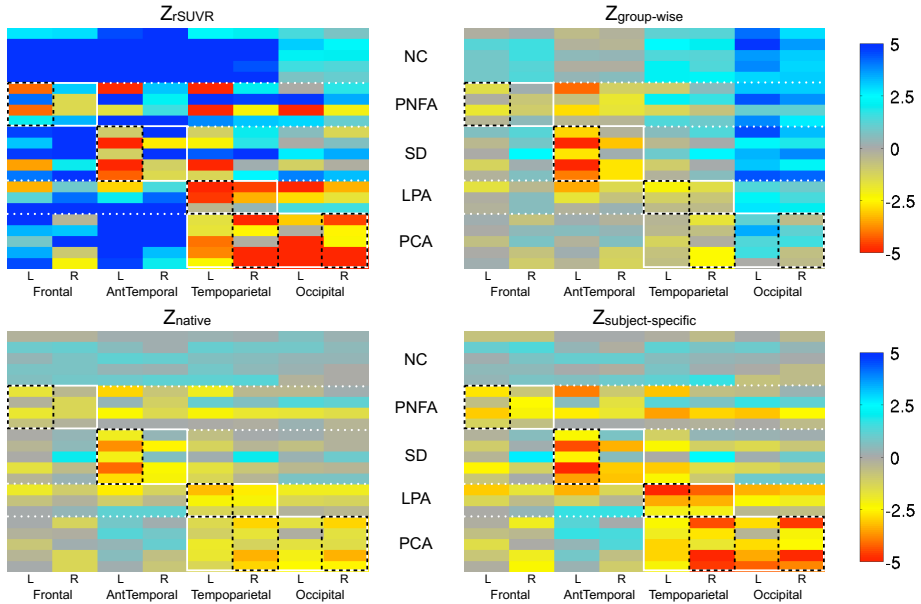 ZrSUVR
Zgroup-wise
NC
PNFA
SD
LPA
PCA
5
2.5
0
-2.5
-5
L R L R L R L R
Frontal AntTemporal Tempoparietal Occipital
L R L R L R L R
Frontal AntTemporal Tempoparietal Occipital
Znative
Zsubject-specific
NC
PNFA
SD
LPA
PCA
5
2.5
0
-2.5
-5
L R L R L R L R
Frontal AntTemporal Tempoparietal Occipital
L R L R L R L R
Frontal AntTemporal Tempoparietal Occipital